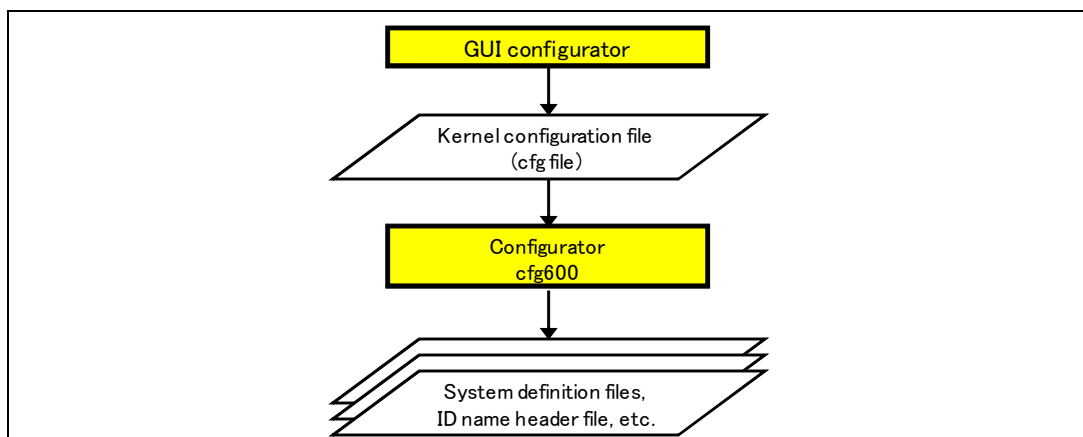 GUI configurator
Kernel configuration file
(cfg file)
Configurator
cfg600
System definition files,
ID name header file, etc.